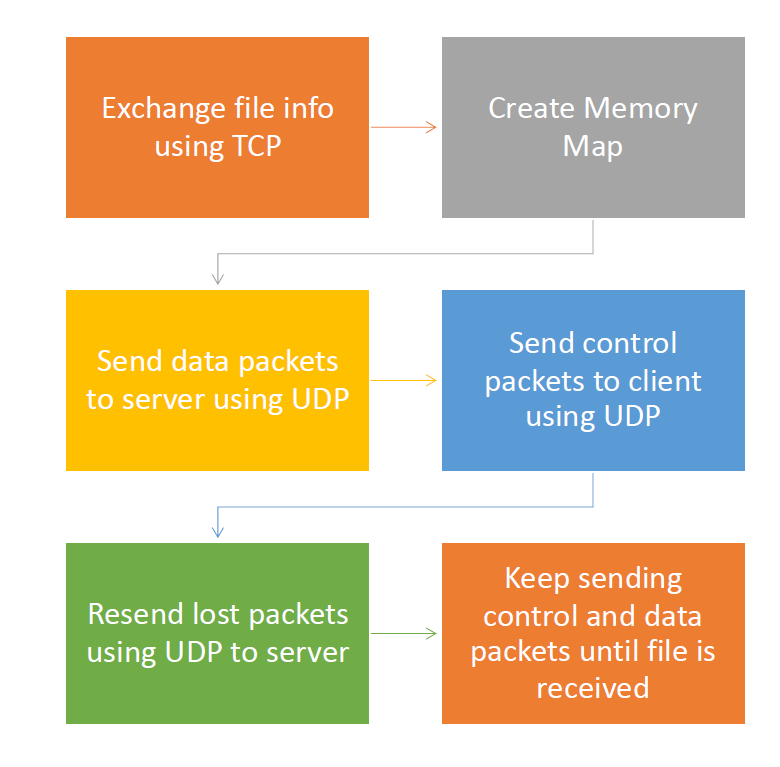 Exchange file info
using TCP
Create Memory
Map
Send data packets
to server using UDP
Send control
packets to client
using UDP
Resend lost packets
using UDP to server
Keep sending
control and data
packets until file is
received